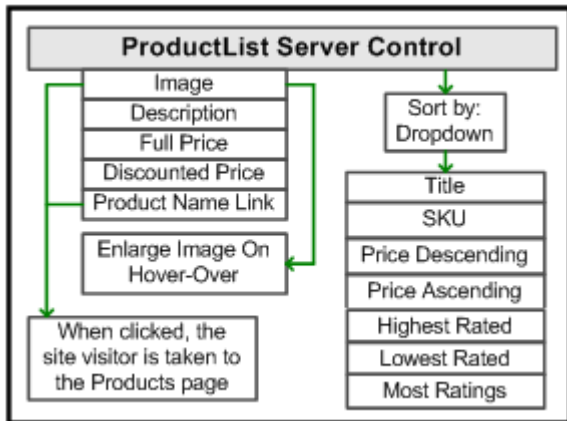 ProductList Server Control
Image
Description
Full Price
Discounted Price
Product Name Link
Enlarge Image On
Hover-Over
When clicked, the
site visitor is taken to
the Products page
Sort by:
Dropdown
Title
SKU
Price Descending
Price Ascending
Highest Rated
Lowest Rated
Most Ratings